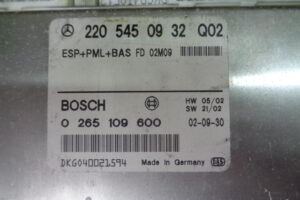 220 545 09 32 Q02
ESP+PML+BAS FD 02M09
BOSCH
HW 05/02
SW 21/02
0 265 109 600
02-09-30
DKG040021594
Made in Germany